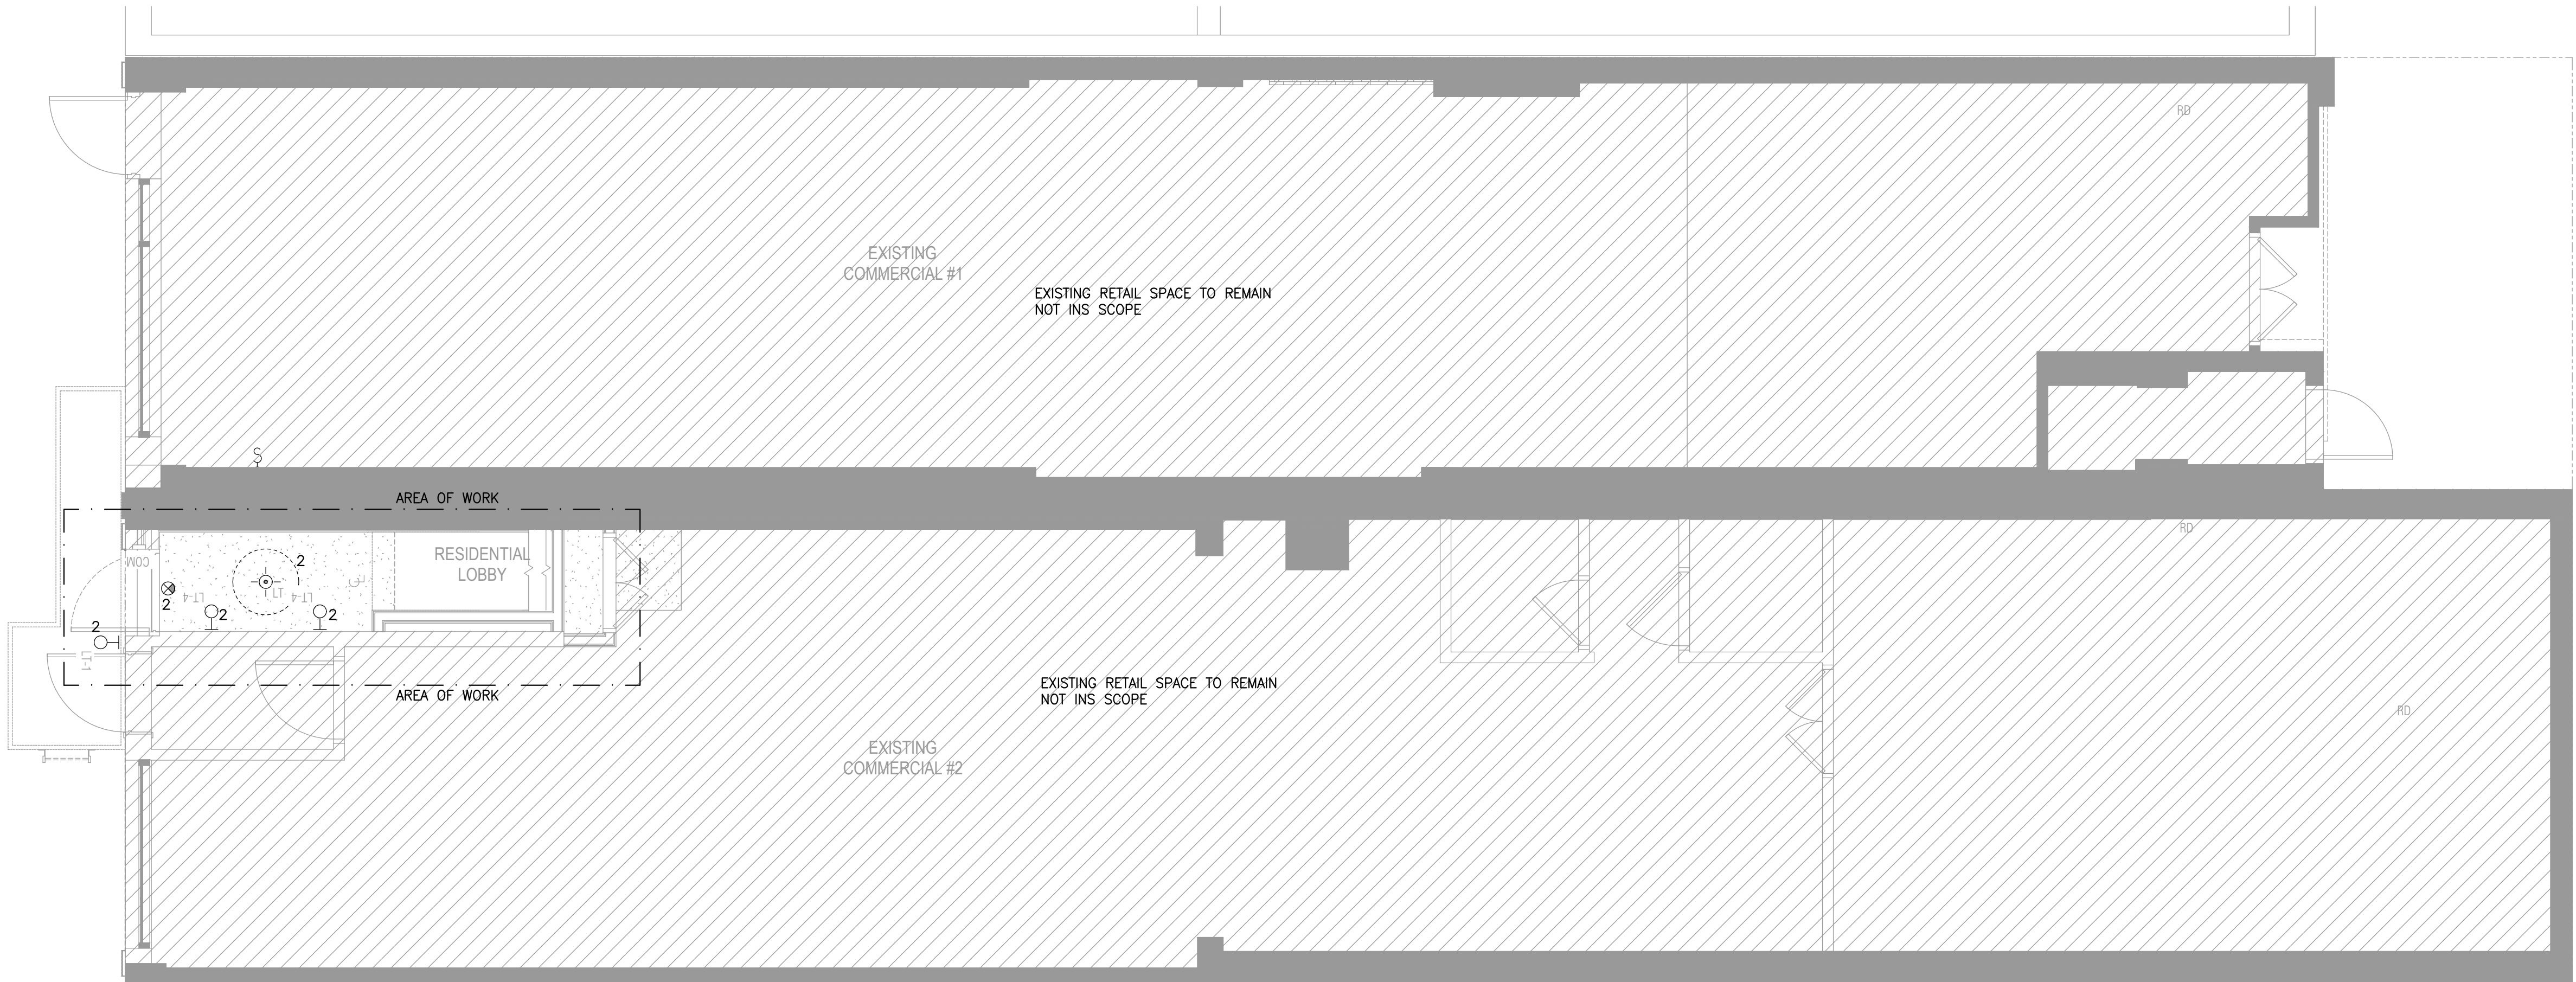 RD
EXISTING
COMMERCIAL #1
EXISTING RETAIL SPACE TO REMAIN
NOT INS SCOPE
S
AREA OF WORK
RD
RESIDENTIAL
LOBBY
COM
2
LT
LT-4
LT-4
2
2
2
2
LT-1
AREA OF WORK
EXISTING RETAIL SPACE TO REMAIN
NOT INS SCOPE
RD
EXISTING
COMMERCIAL #2